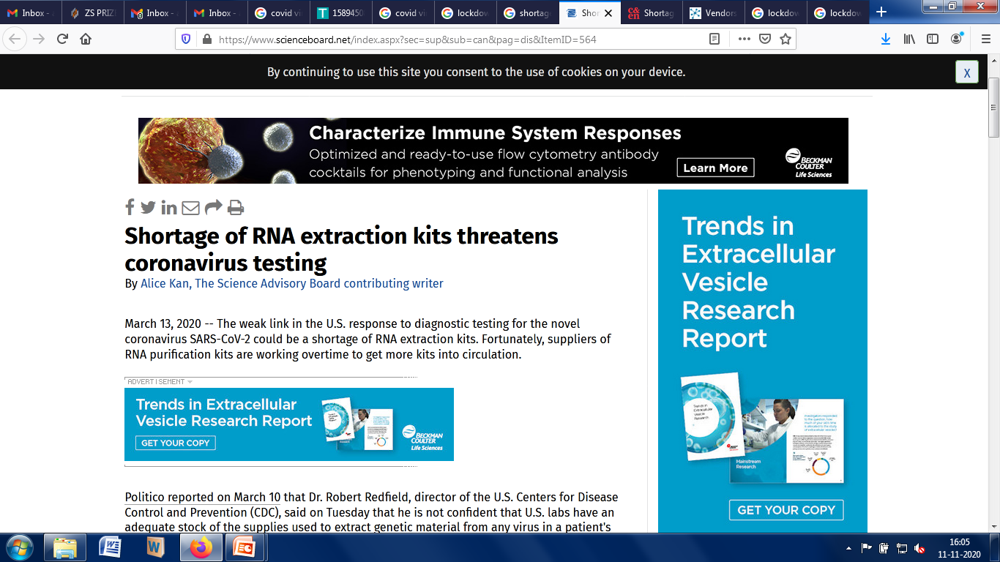 Inbox -
ZS PRIZ
Inbox -
Inbox -
covid vi
1589450
covid vi
lockdow
shortag
Shor
Shortag
Vendors
lockdow
lockdow
https://www.scienceboard.net/index.aspx?sec=sup&sub=can&pag=dis&ItemID=564
By continuing to use this site you consent to the use of cookies on your device.
X
Characterize Immune System Responses
Optimized and ready-to-use flow cytometry antibody
cocktails for phenotyping and functional analysis
Learn More
BECKMAN
COULTER
Life Sciences
Shortage of RNA extraction kits threatens
coronavirus testing
By Alice Kan, The Science Advisory Board contributing writer
March 13, 2020 -- The weak link in the U.S. response to diagnostic testing for the novel
coronavirus SARS-CoV-2 could be a shortage of RNA extraction kits. Fortunately, suppliers of
RNA purification kits are working overtime to get more kits into circulation.
ADVERTISEMENT
Trends in Extracellular
Vesicle Research Report
GET YOUR COPY
BECKMAN
COULTER
Life Sciences
Politico reported on March 10 that Dr. Robert Redfield, director of the U.S. Centers for Disease
Control and Prevention (CDC), said on Tuesday that he is not confident that U.S. labs have an
adequate stock of the supplies used to extract genetic material from any virus in a patient's
Trends in
Extracellular
Vesicle
Research
Report
Trends in
Extracellular
Vesicle
Research
Mainstream
Research
GET YOUR COPY
16:05
11-11-2020